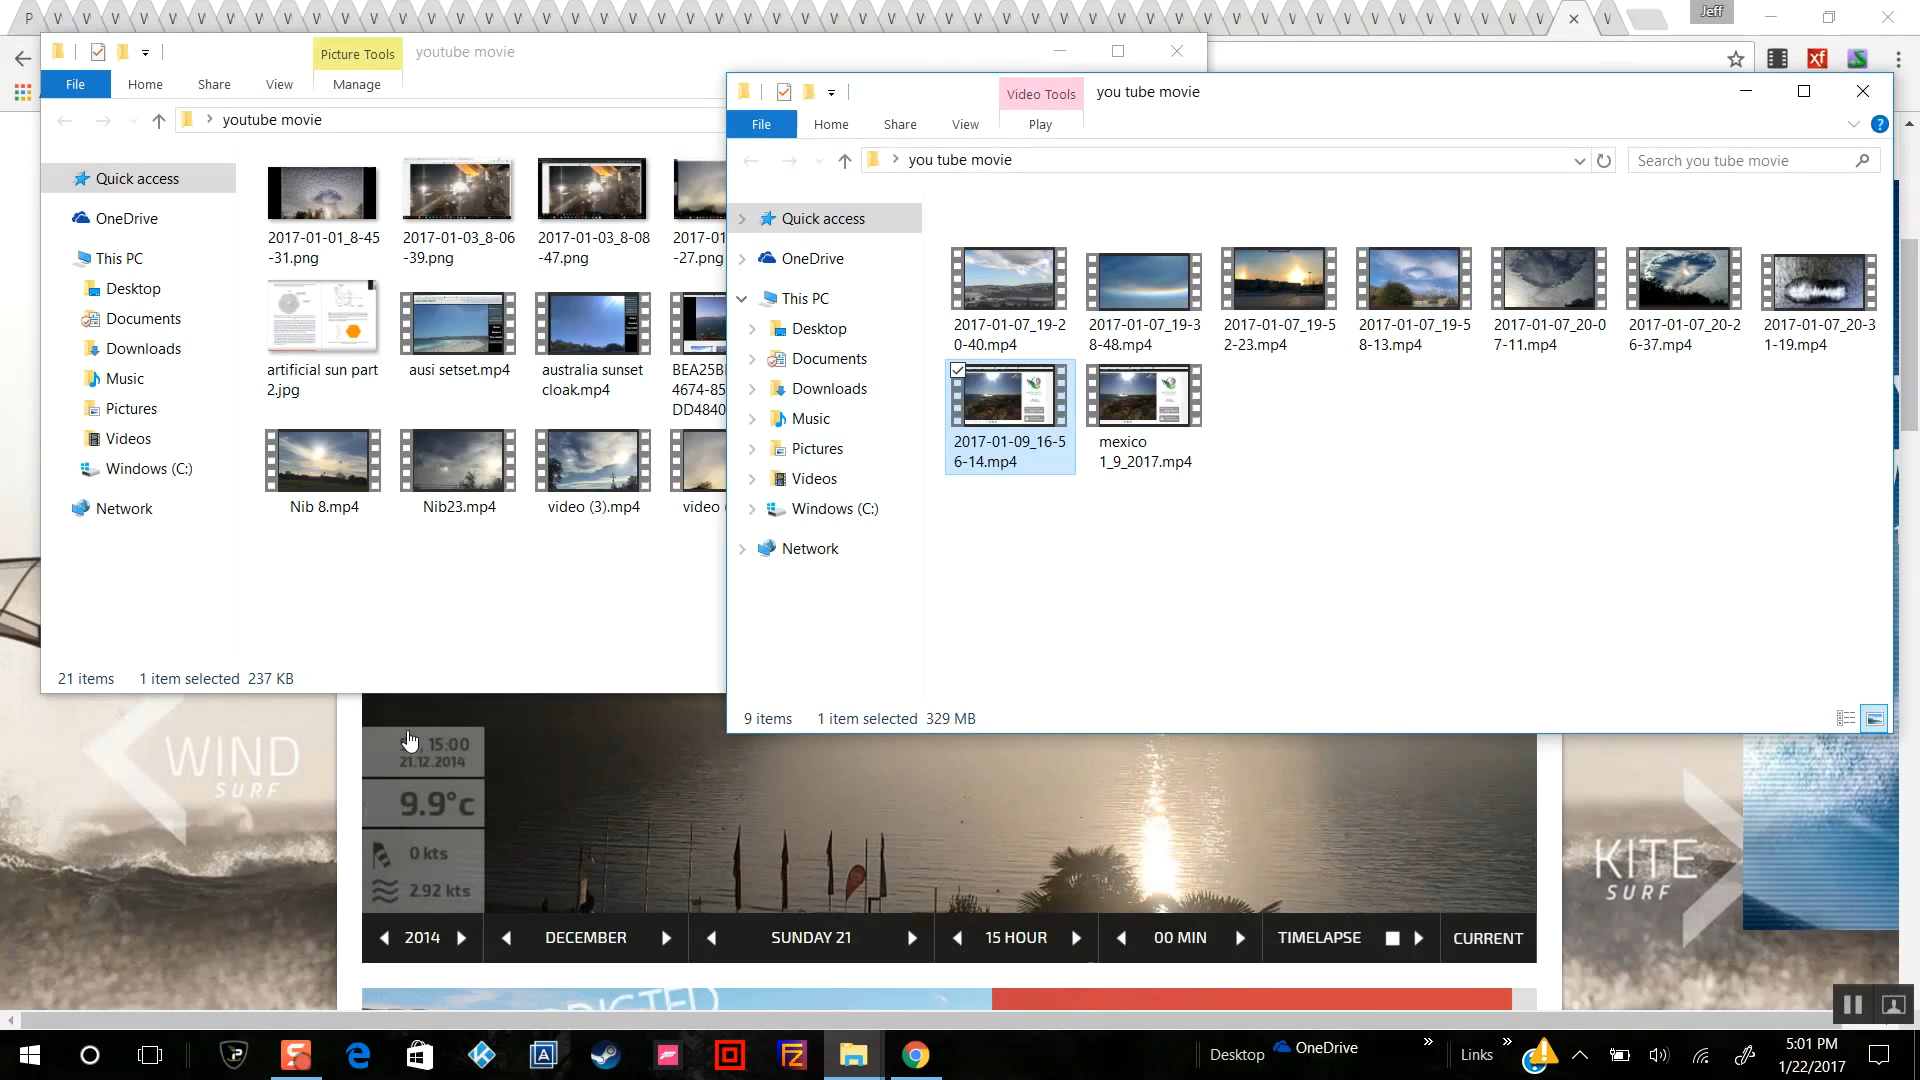 Jeff
Picture Tools
youtube movie
File
Home
Share
View
Manage
youtube movie
Quick access
OneDrive
This PC
Desktop
Documents
Downloads
Music
Pictures
Videos
Windows (C:)
Network
2017-01-01_8-45
-31.png
2017-01-03_8-06
-39.png
2017-01-03_8-08
-47.png
2017-01
-27.png
artificial sun part
2.jpg
ausi setset.mp4
australia sunset
cloak.mp4
BEA25B
4674-85
DD4840
Nib 8.mp4
Nib23.mp4
video (3).mp4
video
21 items
1 item selected 237 KB
Video Tools
you tube movie
File
Home
Share
View
Play
you tube movie
Search you tube movie
Quick access
OneDrive
This PC
Desktop
Documents
Downloads
Music
Pictures
Videos
Windows (C:)
Network
2017-01-07_19-2
0-40.mp4
2017-01-07_19-3
8-48.mp4
2017-01-07_19-5
2-23.mp4
2017-01-07_19-5
8-13.mp4
2017-01-07_20-0
7-11.mp4
2017-01-07_20-2
6-37.mp4
2017-01-07_20-3
1-19.mp4
2017-01-09_16-5
6-14.mp4
mexico
1_9_2017.mp4
9 items
1 item selected 329 MB
WIND
SURF
15:00
21.12.2014
9.9°c
0 kts
2.92 kts
KITE
SURF
2014
DECEMBER
SUNDAY 21
15 HOUR
00 MIN
TIMELAPSE
CURRENT
Desktop
OneDrive
Links
5:01 PM
1/22/2017